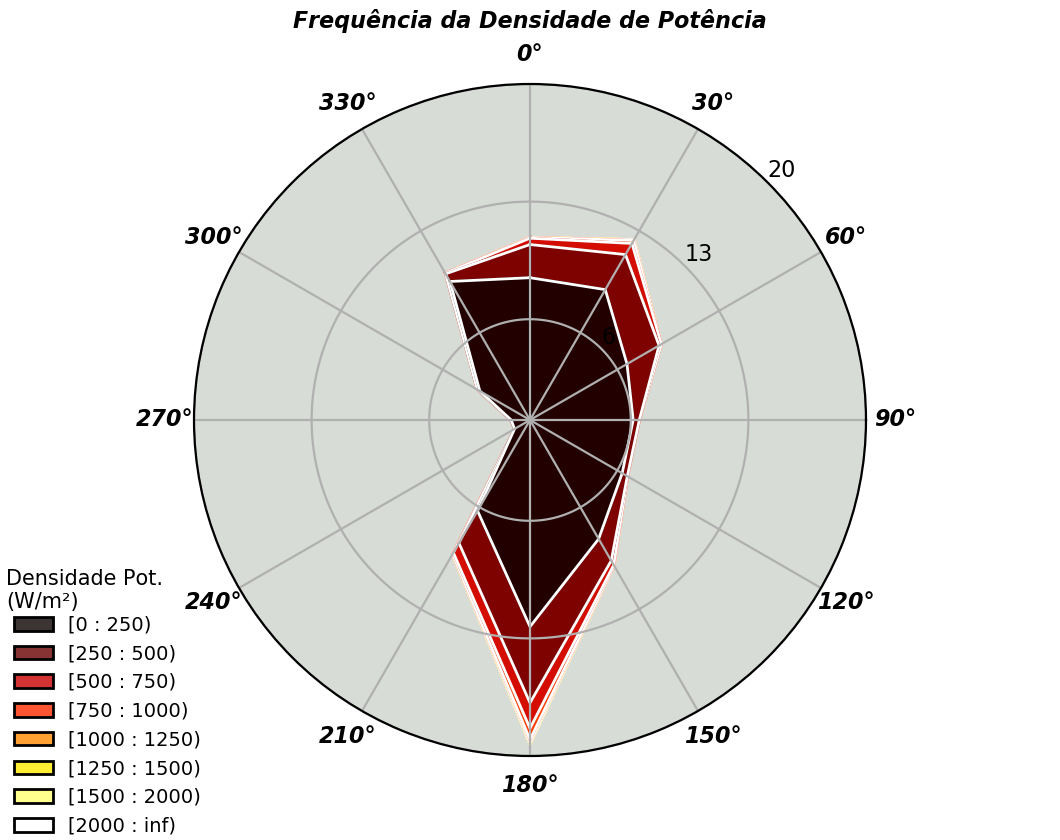 Frequência da Densidade de Potência
0°
330°
30°
20
300°
60°
13
6
270°
90°
Densidade Pot.
(W/m²)
240°
120°
[0 : 250)
[250 : 500)
[500 : 750)
[750 : 1000)
210°
150°
[1000 : 1250)
[1250 : 1500)
180°
[1500 : 2000)
[2000 : inf)